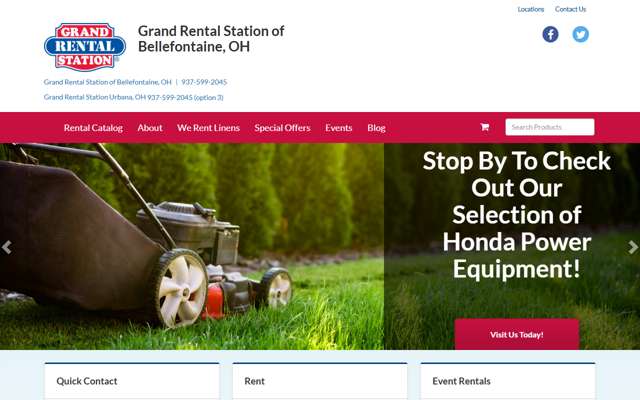 Locations Contact Us
GRAND
RENTAL
STATION
Grand Rental Station of
Bellefontaine, OH
Grand Rental Station of Bellefontaine, OH | 937-599-2045
Grand Rental Station Urbana, OH 937-599-2045 (option 3)
Rental Catalog About We Rent Linens Special Offers Events Blog Search Products
Stop By To Check
Out Our
Selection of
Honda Power
Equipment!
Visit Us Today!
Quick Contact Rent Event Rentals